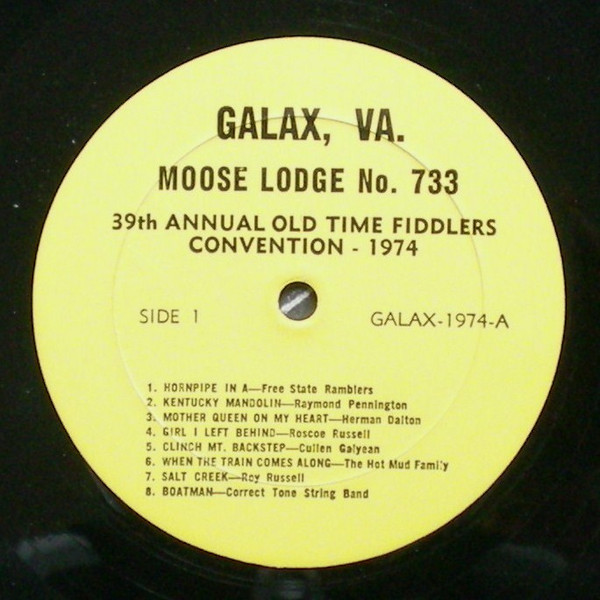 GALAX, VA.
MOOSE LODGE No. 733
39th ANNUAL OLD TIME FIDDLERS
CONVENTION - 1974
SIDE 1
GALAX-1974-A
1. HORNPIPE IN A—Free State Ramblers
2. KENTUCKY MANDOLIN—Raymond Pennington
3. MOTHER QUEEN ON MY HEART—Herman Dalton
4. GIRL I LEFT BEHIND—Roscoe Russell
5. CLINCH MT. BACKSTEP—Cullen Galyean
6. WHEN THE TRAIN COMES ALONG—The Hot Mud Family
7. SALT CREEK—Roy Russell
8. BOATMAN—Correct Tone String Band